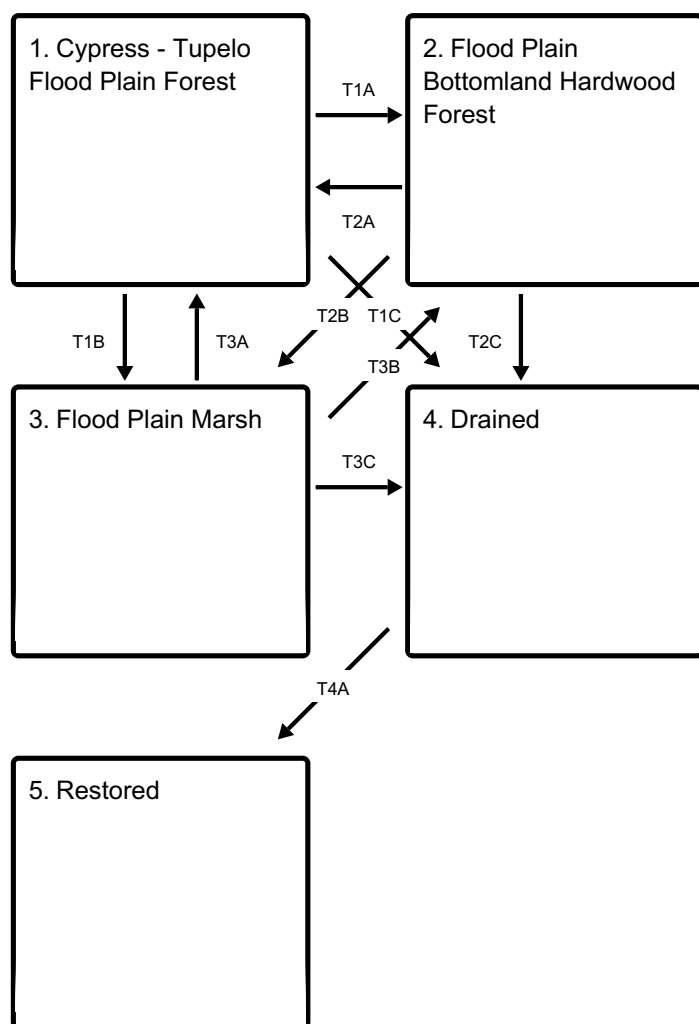 1. Cypress - Tupelo
Flood Plain Forest
T1A
2. Flood Plain
Bottomland Hardwood
Forest
T2A
T1B
T3A
T2B
T1C
T3B
T2C
3. Flood Plain Marsh
T3C
4. Drained
T4A
5. Restored